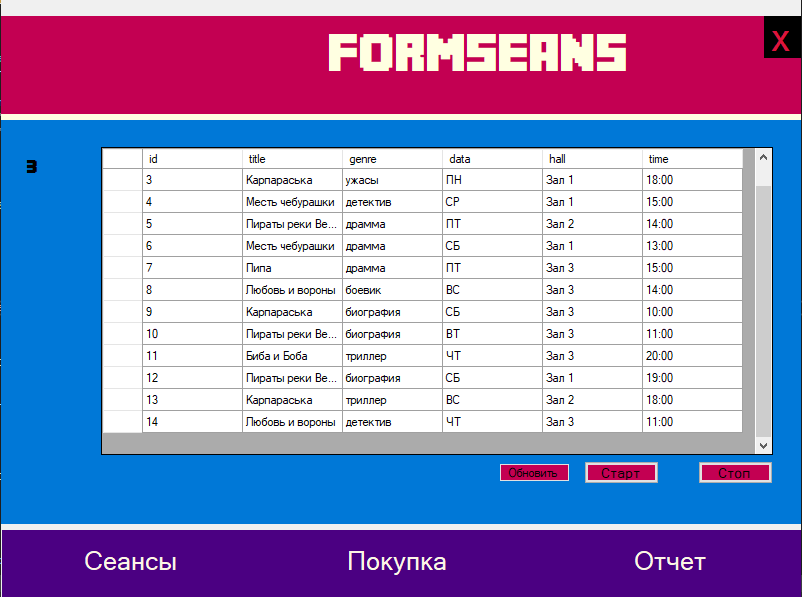 FORMSEANS
X
3
id title genre data hall time
3 Карпараська ужасы ПН Зал 1 18:00
4 Месть чебурашки детектив СР Зал 1 15:00
5 Пираты реки Ве... драмма ПТ Зал 2 14:00
6 Месть чебурашки драмма СБ Зал 1 13:00
7 Пипа драмма ПТ Зал 3 15:00
8 Любовь и вороны боевик ВС Зал 3 14:00
9 Карпараська биография СБ Зал 3 10:00
10 Пираты реки Ве... биография ВТ Зал 3 11:00
11 Биба и Боба триллер ЧТ Зал 3 20:00
12 Пираты реки Ве... биография СБ Зал 1 19:00
13 Карпараська триллер ВС Зал 2 18:00
14 Любовь и вороны детектив ЧТ Зал 3 11:00
Обновить Старт Стоп
Сеансы Покупка Отчет